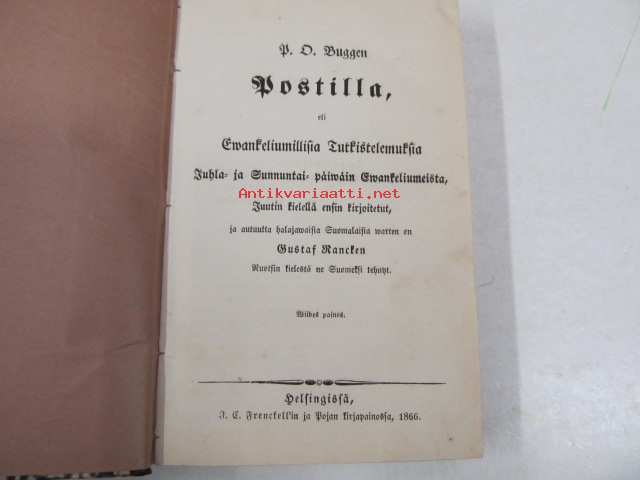 P. O. Buggen
Postilla,
eli
Ewankeliumillisia Tutkistelemuksia
Juhla- ja Sunnuntai- päiwäin Ewankeliumeista,
Antikvariaatti.net
Juutin kielellä ensin kirjoitetut,
ja autuutta halajawaisia Suomalaisia warten on
Gustaf Rancken
Ruotsin kielestä ne Suomeksi tehnyt.
Wiides painos.
Helsingissä,
J. C. Frenckell'in ja Pojan kirjapainossa, 1866.